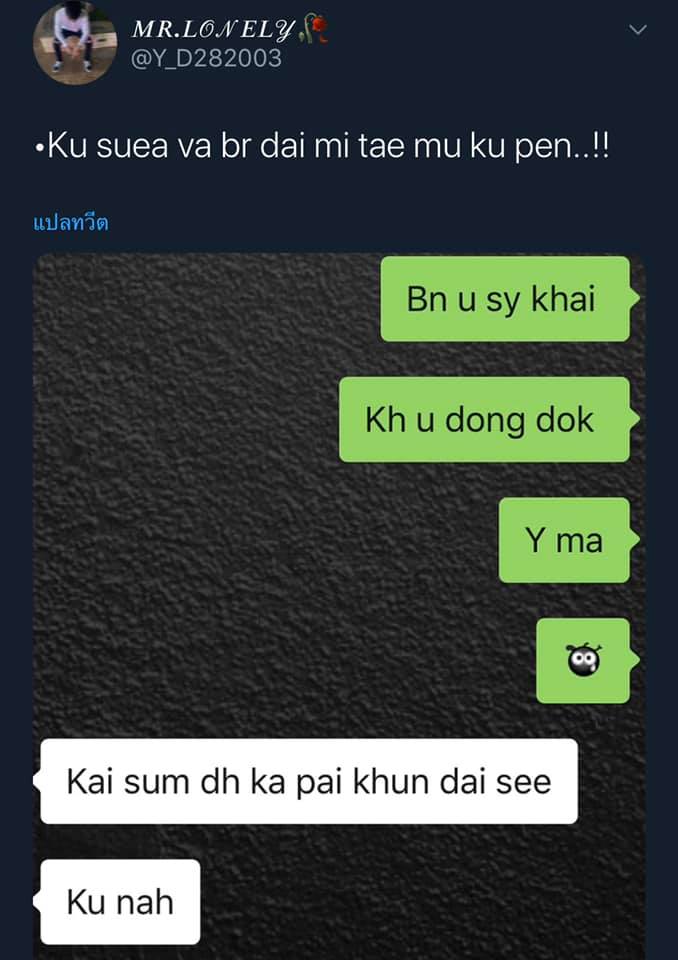 MR.LONELY🥀
@Y_D282003
•Ku suea va br dai mi tae mu ku pen..!!
แปลทวีต
Bn u sy khai
Kh u dong dok
Y ma
Kai sum dh ka pai khun dai see
Ku nah